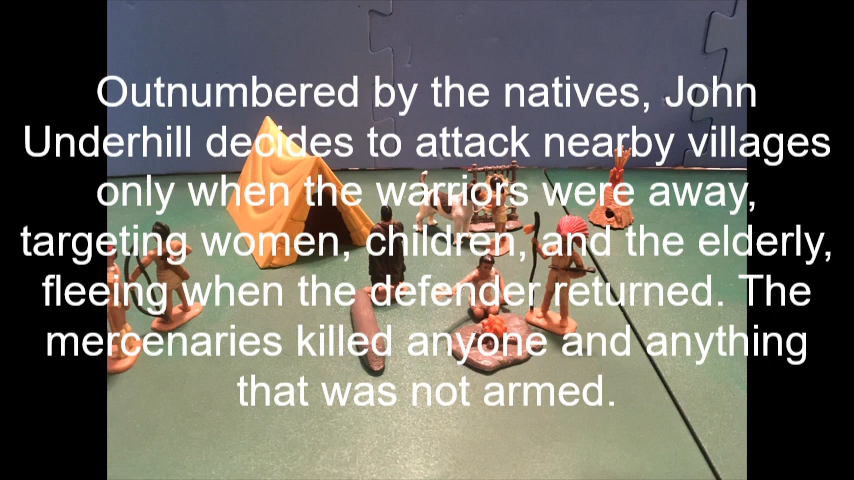 Outnumbered by the natives, John
Underhill decides to attack nearby villages
only when the warriors were away,
targeting women, children, and the elderly,
fleeing when the defender returned. The
mercenaries killed anyone and anything
that was not armed.